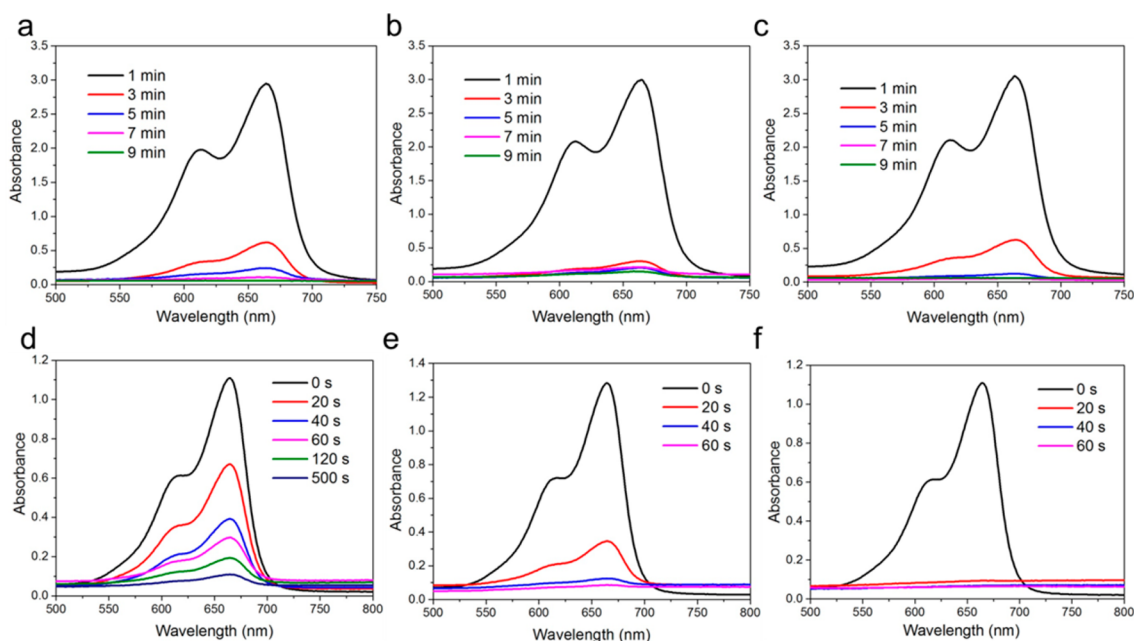 a
3.5
3.0
2.5
2.0
1.5
1.0
0.5
0.0
Absorbance
1 min
3 min
5 min
7 min
9 min
500 550 600 650 700 750
Wavelength (nm)
b
3.5
3.0
2.5
2.0
1.5
1.0
0.5
0.0
Absorbance
1 min
3 min
5 min
7 min
9 min
500 550 600 650 700 750
Wavelength (nm)
c
3.5
3.0
2.5
2.0
1.5
1.0
0.5
0.0
Absorbance
1 min
3 min
5 min
7 min
9 min
500 550 600 650 700 750
Wavelength (nm)
d
1.2
1.0
0.8
0.6
0.4
0.2
0.0
Absorbance
0 s
20 s
40 s
60 s
120 s
500 s
500 550 600 650 700 750 800
Wavelength (nm)
e
1.4
1.2
1.0
0.8
0.6
0.4
0.2
0.0
Absorbance
0 s
20 s
40 s
60 s
500 550 600 650 700 750 800
Wavelength (nm)
f
1.2
1.0
0.8
0.6
0.4
0.2
0.0
Absorbance
0 s
20 s
40 s
60 s
500 550 600 650 700 750 800
Wavelength (nm)